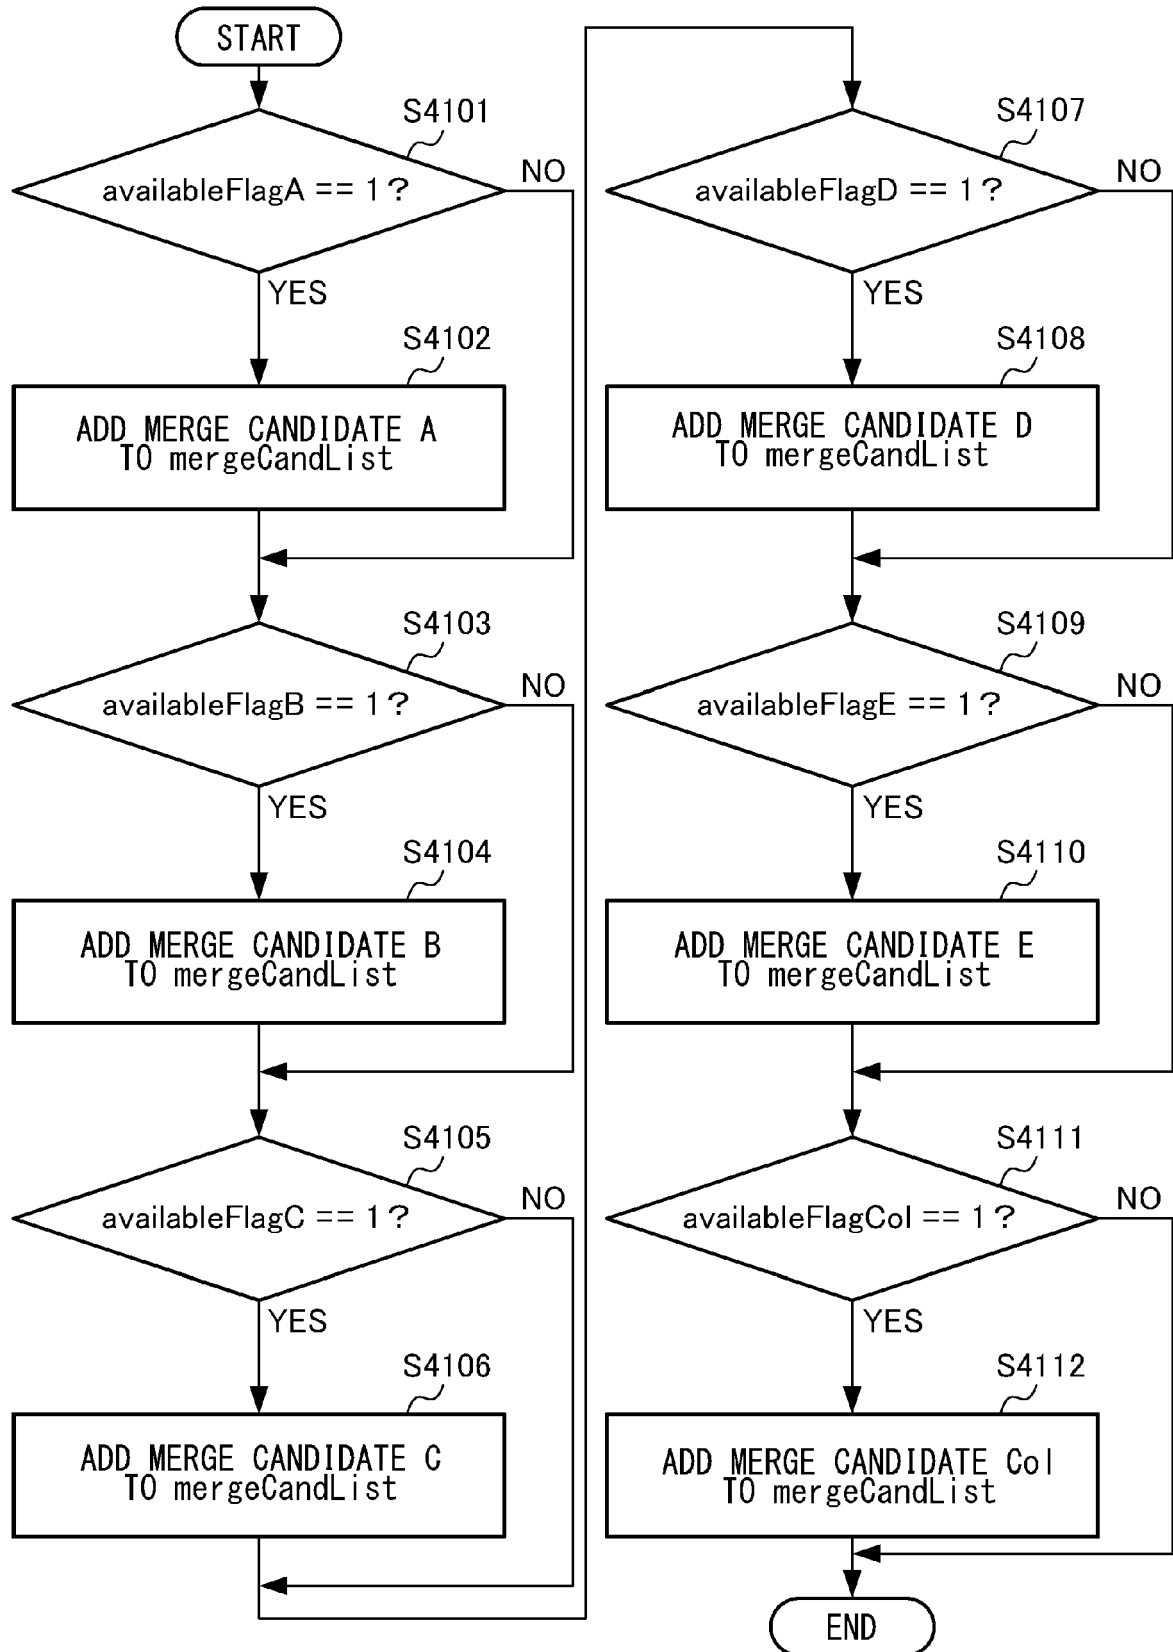 START
S4101
availableFlagA == 1?
NO
YES
S4102
ADD MERGE CANDIDATE A
TO mergeCandList
S4103
availableFlagB == 1?
NO
YES
S4104
ADD MERGE CANDIDATE B
TO mergeCandList
S4105
availableFlagC == 1?
NO
YES
S4106
ADD MERGE CANDIDATE C
TO mergeCandList
S4107
availableFlagD == 1?
NO
YES
S4108
ADD MERGE CANDIDATE D
TO mergeCandList
S4109
availableFlagE == 1?
NO
YES
S4110
ADD MERGE CANDIDATE E
TO mergeCandList
S4111
availableFlagCol == 1?
NO
YES
S4112
ADD MERGE CANDIDATE Col
TO mergeCandList
END